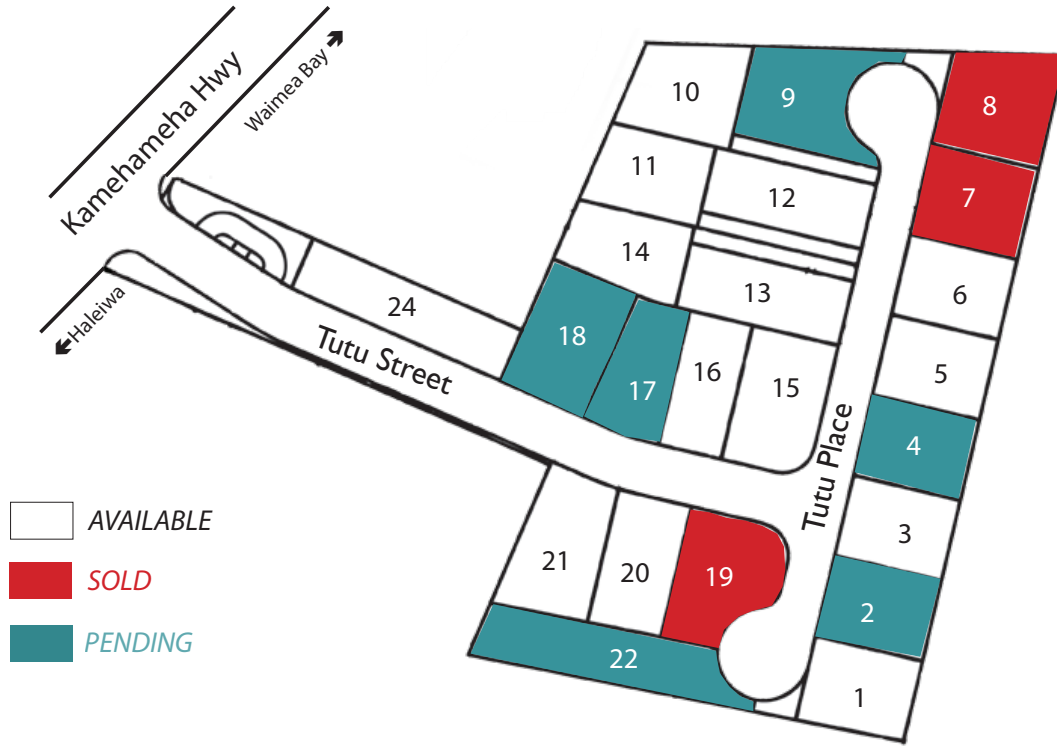 Kamehameha Hwy
Waimea Bay
Haleiwa
Tutu Street
Tutu Place
10
9
8
11
12
7
14
13
6
24
18
17
16
15
5
4
3
21
20
19
2
22
1
AVAILABLE
SOLD
PENDING